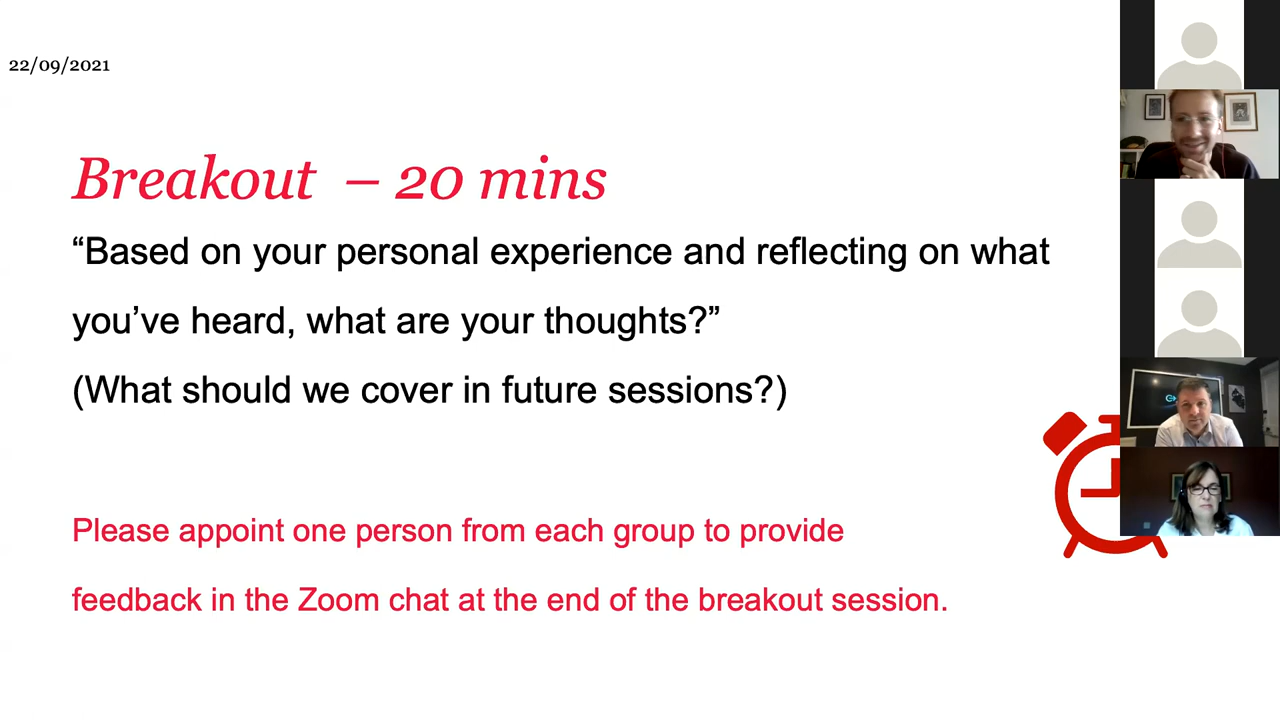 22/09/2021
Breakout – 20 mins
“Based on your personal experience and reflecting on what
you’ve heard, what are your thoughts?”
(What should we cover in future sessions?)
Please appoint one person from each group to provide
feedback in the Zoom chat at the end of the breakout session.